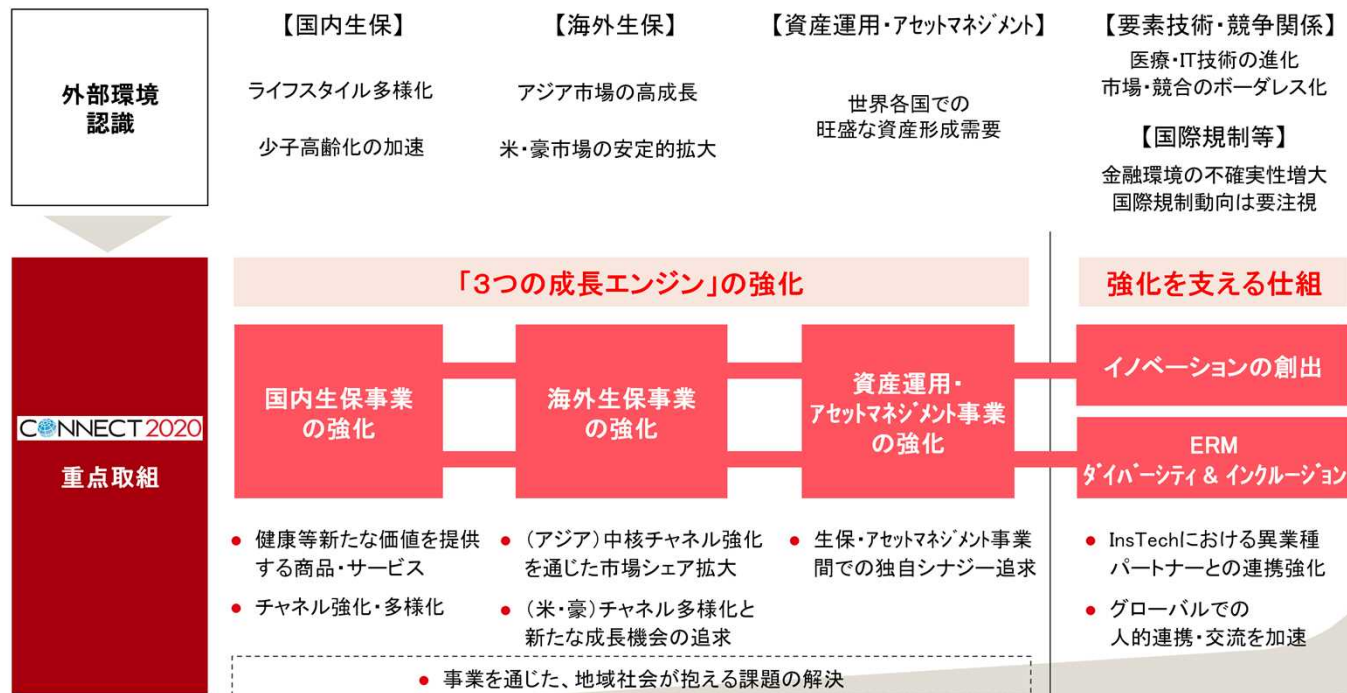 外部環境
認識
【国内生保】
ライフスタイル多様化
少子高齢化の加速
【海外生保】
アジア市場の高成長
米・豪市場の安定的拡大
【資産運用・アセットマネジメント】
世界各国での
旺盛な資産形成需要
【要素技術・競争関係】
医療・IT技術の進化
市場・競合のボーダレス化
【国際規制等】
金融環境の不確実性増大
国際規制動向は要注視
CONNECT2020
重点取組
「3つの成長エンジン」の強化
強化を支える仕組
国内生保事業
の強化
海外生保事業
の強化
資産運用・
アセットマネジメント事業
の強化
イノベーションの創出
ERM
ダイバーシティ & インクルージョン
● 健康等新たな価値を提供
する商品・サービス
● チャネル強化・多様化
● (アジア)中核チャネル強化
を通じた市場シェア拡大
● (米・豪)チャネル多様化と
新たな成長機会の追求
● 生保・アセットマネジメント事業
間での独自シナジー追求
● InsTechにおける異業種
パートナーとの連携強化
● グローバルでの
人的連携・交流を加速
● 事業を通じた、地域社会が抱える課題の解決